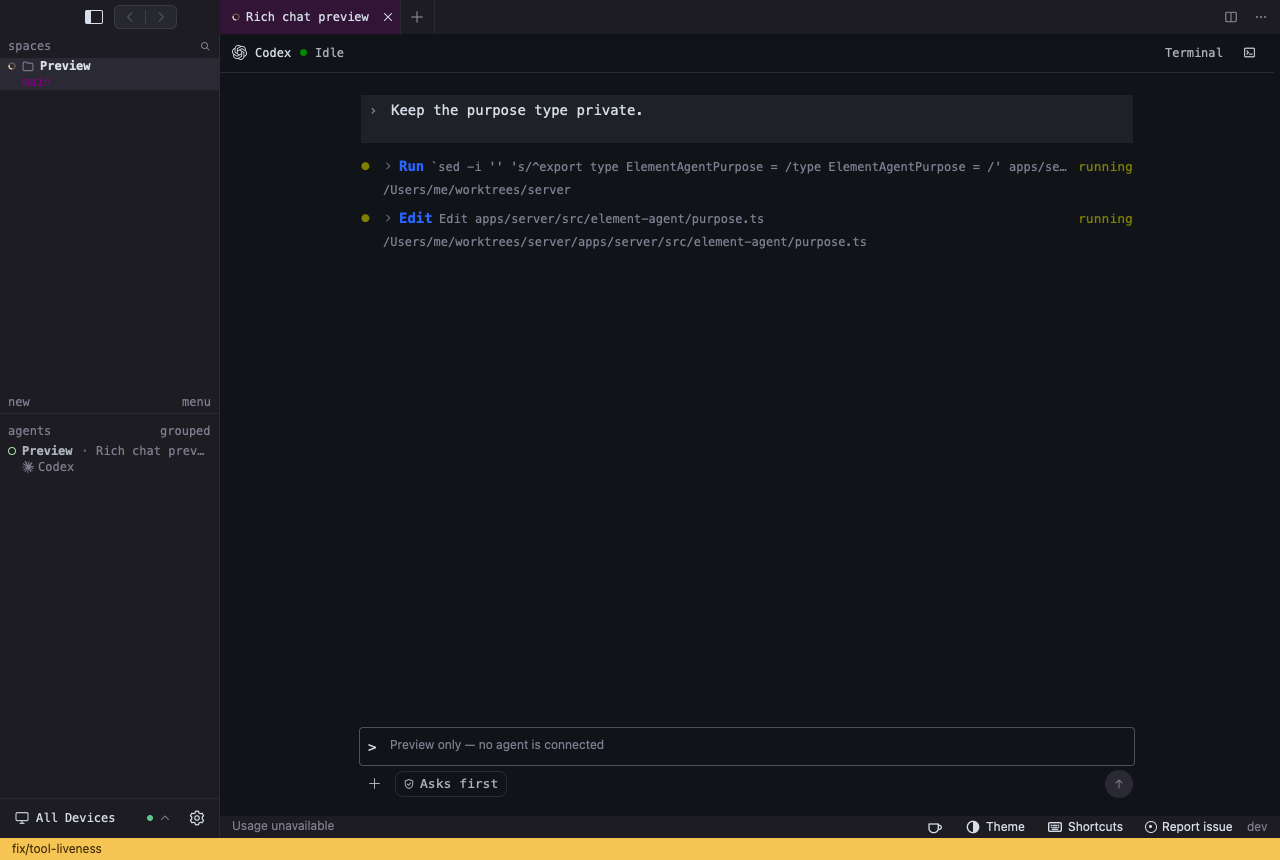 Rich chat preview
spaces
Preview
main
Codex Idle Terminal
Keep the purpose type private.
Run `sed -i '' 's/^export type ElementAgentPurpose = /type ElementAgentPurpose = /' apps/se… running
/Users/me/worktrees/server
Edit Edit apps/server/src/element-agent/purpose.ts running
/Users/me/worktrees/server/apps/server/src/element-agent/purpose.ts
new menu
agents grouped
Preview · Rich chat prev…
Codex
> Preview only — no agent is connected
Asks first
All Devices
Usage unavailable Theme Shortcuts Report issue dev
fix/tool-liveness